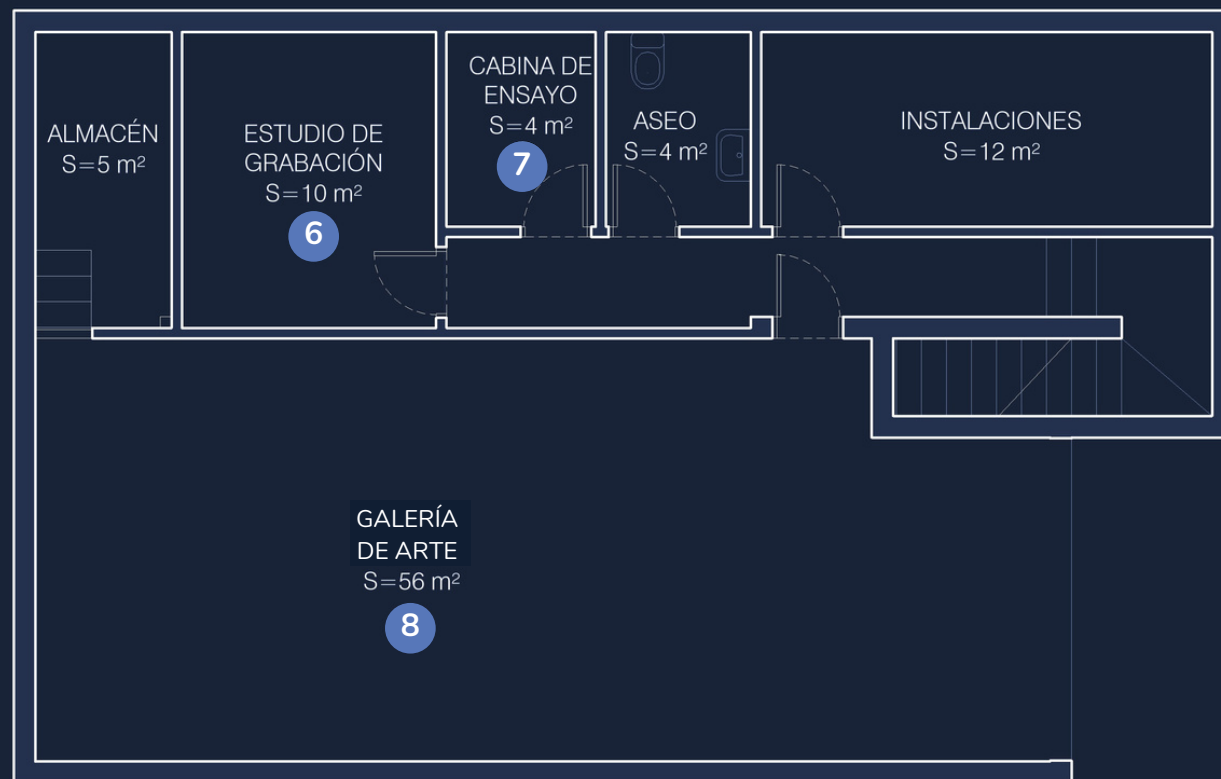 ALMACÉN
S=5 m²
ESTUDIO DE
GRABACIÓN
S=10 m²
6
CABINA DE
ENSAYO
S=4 m²
7
ASEO
S=4 m²
INSTALACIONES
S=12 m²
GALERÍA
DE ARTE
S=56 m²
8